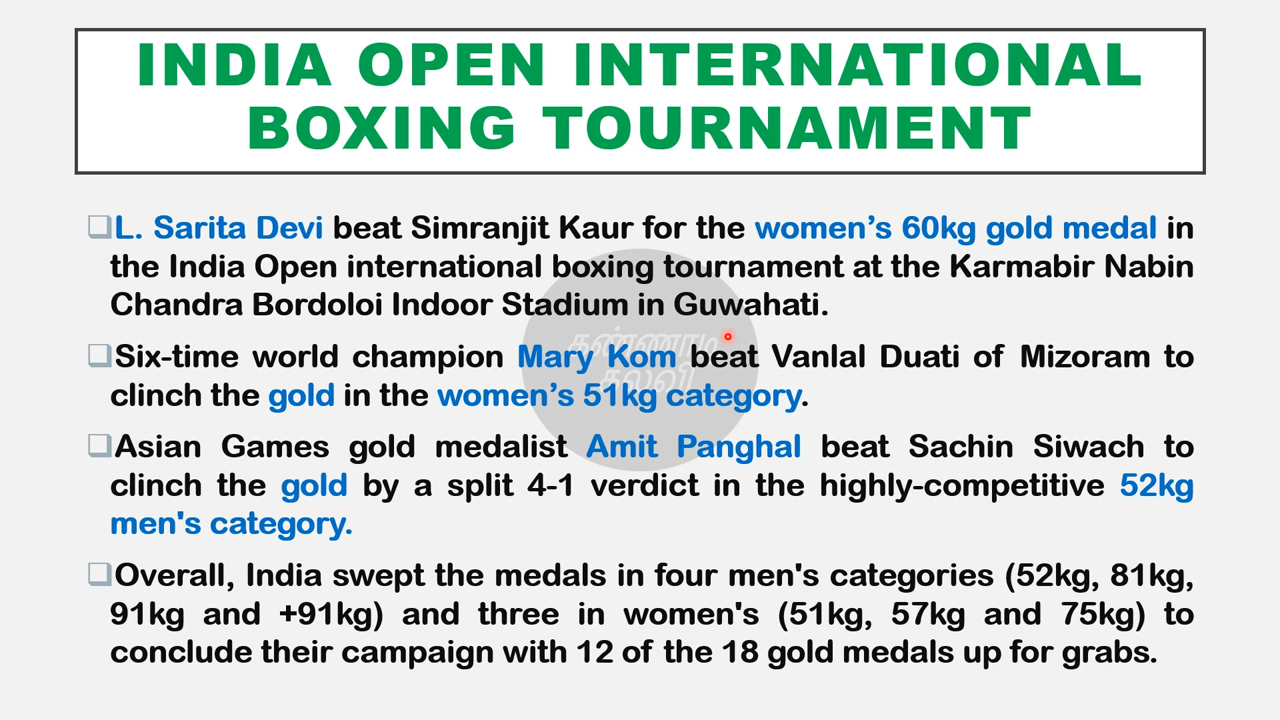 INDIA OPEN INTERNATIONAL
BOXING TOURNAMENT
❑L. Sarita Devi beat Simranjit Kaur for the women’s 60kg gold medal in
the India Open international boxing tournament at the Karmabir Nabin
Chandra Bordoloi Indoor Stadium in Guwahati.
❑Six-time world champion Mary Kom beat Vanlal Duati of Mizoram to
clinch the gold in the women’s 51kg category.
❑Asian Games gold medalist Amit Panghal beat Sachin Siwach to
clinch the gold by a split 4-1 verdict in the highly-competitive 52kg
men's category.
❑Overall, India swept the medals in four men's categories (52kg, 81kg,
91kg and +91kg) and three in women's (51kg, 57kg and 75kg) to
conclude their campaign with 12 of the 18 gold medals up for grabs.
கண்ணாடி
கல்வி